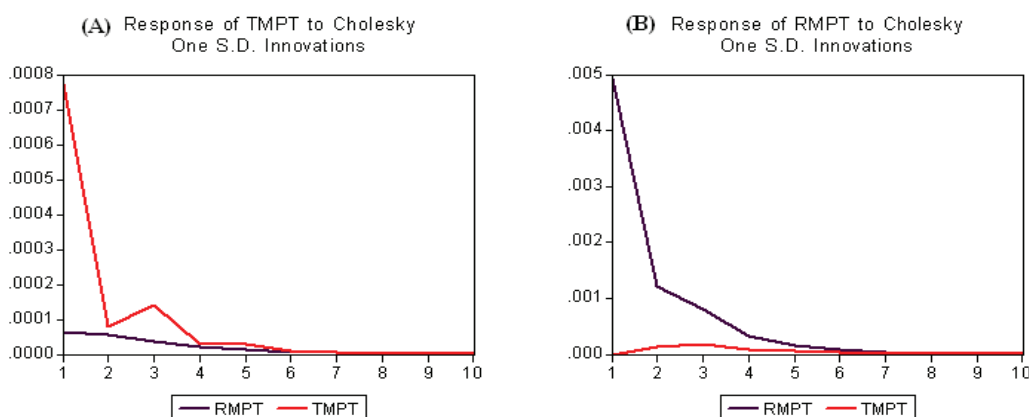 (A) Response of TMPT to Cholesky
One S.D. Innovations
.0008
.0007
.0006
.0005
.0004
.0003
.0002
.0001
.0000
1 2 3 4 5 6 7 8 9 10
RMPT TMPT
(B) Response of RMPT to Cholesky
One S.D. Innovations
.005
.004
.003
.002
.001
.000
1 2 3 4 5 6 7 8 9 10
RMPT TMPT